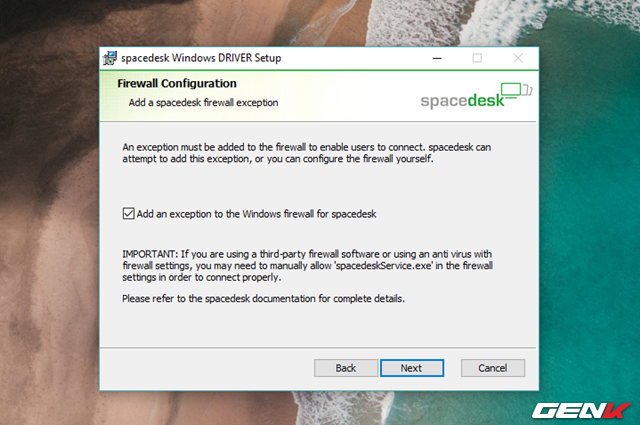 spacedesk Windows DRIVER Setup
Firewall Configuration
Add a spacedesk firewall exception
spacedesk
An exception must be added to the firewall to enable users to connect. spacedesk can
attempt to add this exception, or you can configure the firewall yourself.
Add an exception to the Windows firewall for spacedesk
IMPORTANT: If you are using a third-party firewall software or using an anti virus with
firewall settings, you may need to manually allow 'spacedeskService.exe' in the firewall
settings in order to connect properly.
Please refer to the spacedesk documentation for complete details.
Back
Next
Cancel
GENK